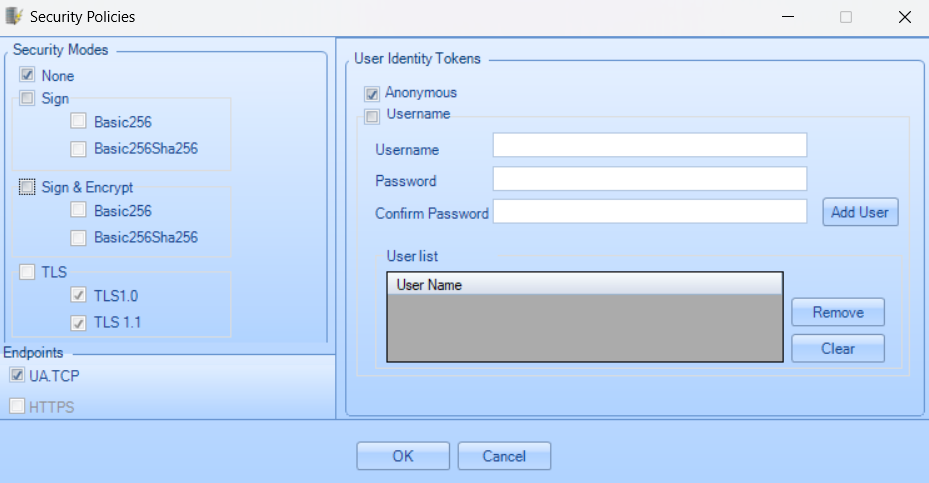 Security Policies
Security Modes
None
Sign
Basic256
Basic256Sha256
Sign & Encrypt
Basic256
Basic256Sha256
TLS
TLS1.0
TLS 1.1
Endpoints
UA.TCP
HTTPS
User Identity Tokens
Anonymous
Username
Username
Password
Confirm Password
Add User
User list
User Name
Remove
Clear
OK
Cancel